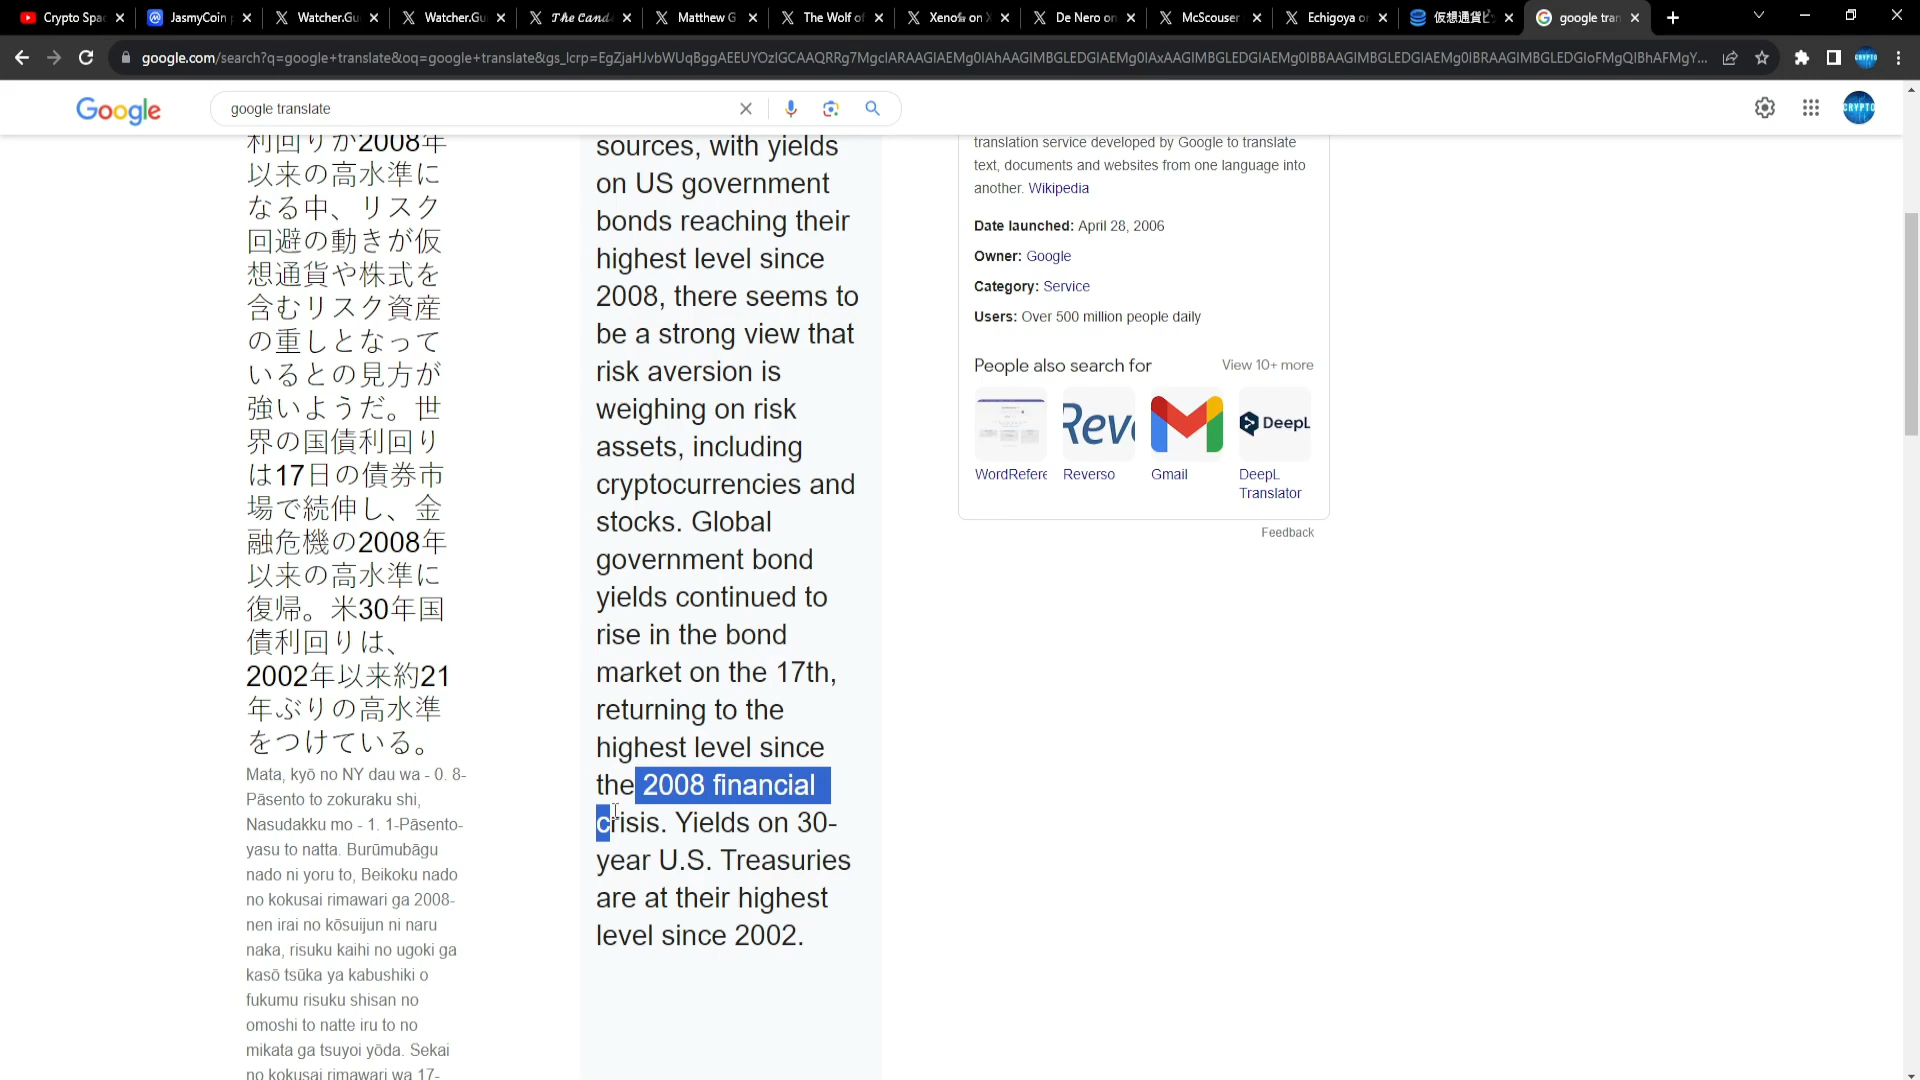 Crypto Spa
JasmyCoin
Watcher.Gu
Watcher.Gu
The Cand
Matthew G
The Wolf of
Xeno
De Nero on
McScouser
Echigoya or
仮想通貨ビ
google tran
google.com/search?q=google+translate&oq=google+translate&gs_lcrp=
Google
google translate
CRYPTO
利回りが2008年
以来の高水準に
なる中、リスク
回避の動きが仮
想通貨や株式を
含むリスク資産
の重しとなって
いるとの見方が
強いようだ。世
界の国債利回り
は17日の債券市
場で続伸し、金
融危機の2008年
以来の高水準に
復帰。米30年国
債利回りは、
2002年以来約21
年ぶりの高水準
をつけている。
Mata, kyō no NY dau wa - 0. 8-
Pāsento to zokuraku shi,
Nasudakku mo - 1. 1-Pāsento-
yasu to natta. Burūmubāgu
nado ni yoru to, Beikoku nado
no kokusai rimawari ga 2008-
nen irai no kōsuijun ni naru
naka, risuku kaihi no ugoki ga
kasō tsūka ya kabushiki o
fukumu risuku shisan no
omoshi to natte iru to no
mikata ga tsuyoi yōda. Sekai
no kokusai rimawari wa 17-
sources, with yields
on US government
bonds reaching their
highest level since
2008, there seems to
be a strong view that
risk aversion is
weighing on risk
assets, including
cryptocurrencies and
stocks. Global
government bond
yields continued to
rise in the bond
market on the 17th,
returning to the
highest level since
the 2008 financial
crisis. Yields on 30-
year U.S. Treasuries
are at their highest
level since 2002.
translation service developed by Google to translate
text, documents and websites from one language into
another. Wikipedia
Date launched: April 28, 2006
Owner: Google
Category: Service
Users: Over 500 million people daily
People also search for
View 10+ more
Reve
DeepL
WordRefere
Reverso
Gmail
DeepL
Translator
Feedback